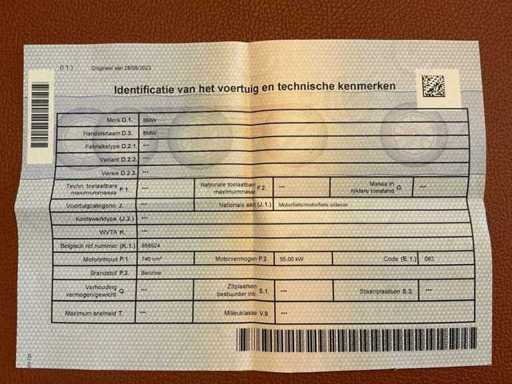 Origineel van 28/08/2023
Identificatie van het voertuig en technische kenmerken
Merk D.1. BMW
Handelsnaam D.3. BMW
Fabriekstype D.2.1. ---
Variant D.2.2. ---
Versie D.2.3. ---
Techn. toelaatbare maximummassa F.1. --- Nationale toelaatbare maximummassa F.2. --- Massa in rijklare toestand G. ---
Voertuigcategorie J. --- Nationale aard (J.1.)
Koetswerktype (J.2.) ---
WVTA K. ---
Belgisch ref.nummer (K.1.)
Motorinhoud P.1. 740 cm³ Motorvermogen P.2. 55.00 kW Code (E.1.)
Brandstof P.3. Benzine
Verhouding vermogen/gewicht Q. --- Zitplaatsen bestuurder inb. S.1. --- Staanplaatsen S.2. ---
Maximum snelheid T. --- Milieuklasse V.9. ---